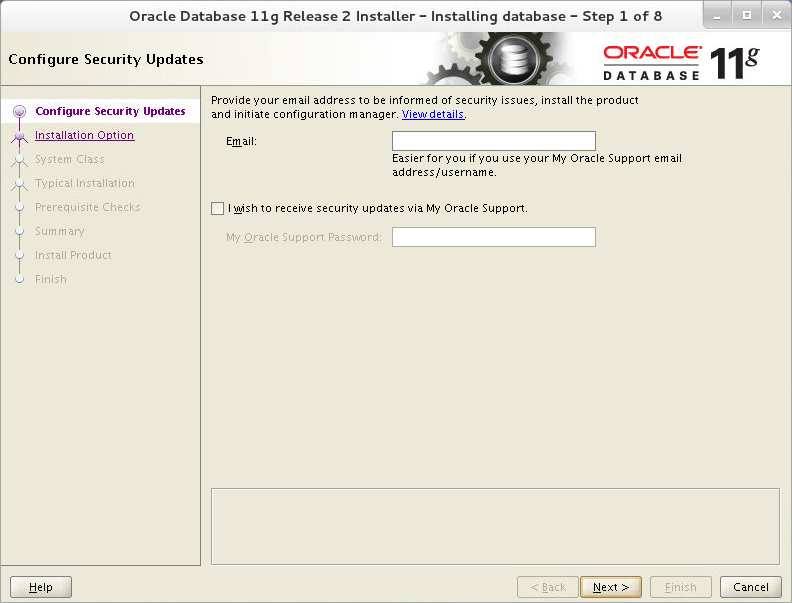 Oracle Database 11g Release 2 Installer - Installing database - Step 1 of 8
Configure Security Updates
ORACLE
DATABASE
11g
Configure Security Updates
Installation Option
System Class
Typical Installation
Prerequisite Checks
Summary
Install Product
Finish
Provide your email address to be informed of security issues, install the product
and initiate configuration manager. View details.
Email:
Easier for you if you use your My Oracle Support email
address/username.
I wish to receive security updates via My Oracle Support.
My Oracle Support Password:
Help
< Back
Next >
Finish
Cancel